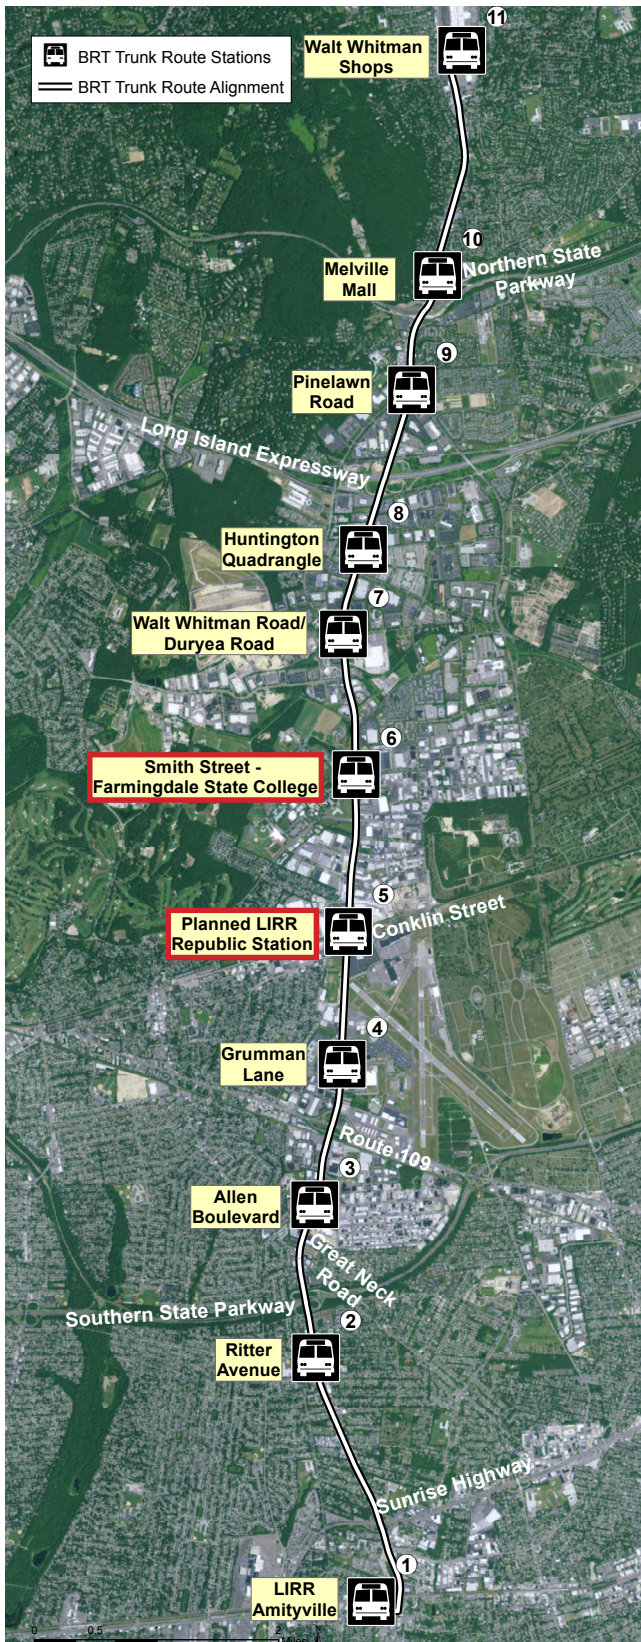 11
Walt Whitman
Shops
BRT Trunk Route Stations
BRT Trunk Route Alignment
10
Melville
Mall
Northern State
Parkway
9
Pinelawn
Road
Long Island Expressway
8
Huntington
Quadrangle
7
Walt Whitman Road/
Duryea Road
6
Smith Street -
Farmingdale State College
5
Planned LIRR
Republic Station
Conklin Street
4
Grumman
Lane
Route 109
3
Allen
Boulevard
Great Neck
Road
Southern State Parkway
2
Ritter
Avenue
Sunrise Highway
1
LIRR
Amityville
0 0.5 1 2
Miles